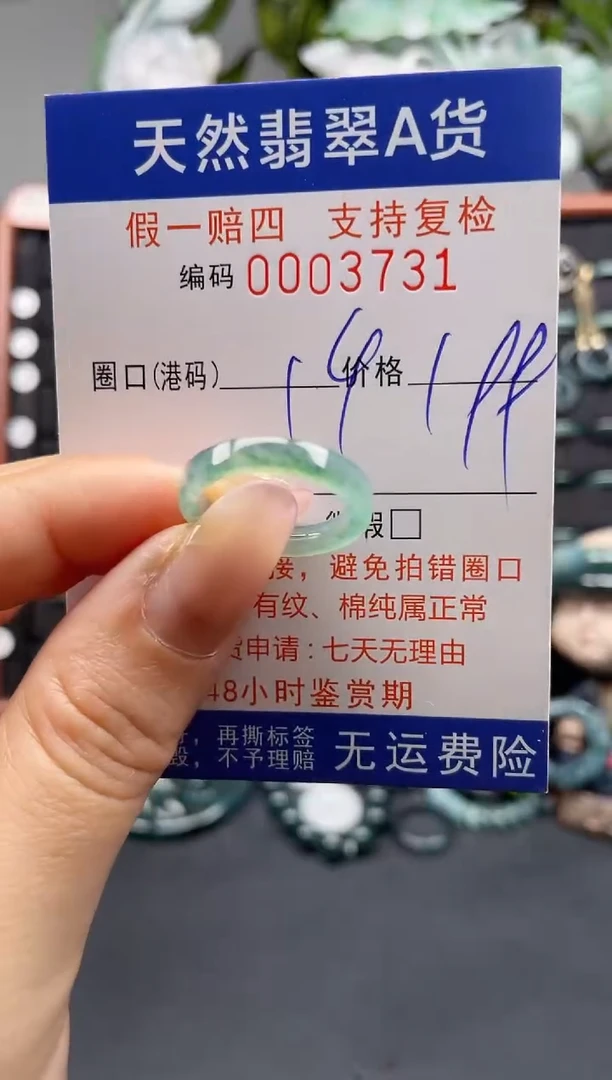 天然翡翠A货
假一赔四 支持复检
编码 0003731
圈口(港码) 价格
假□
接，避免拍错圈口
有纹、棉纯属正常
货申请：七天无理由
48小时鉴赏期
，再撕标签
毁，不予理赔
无运费险